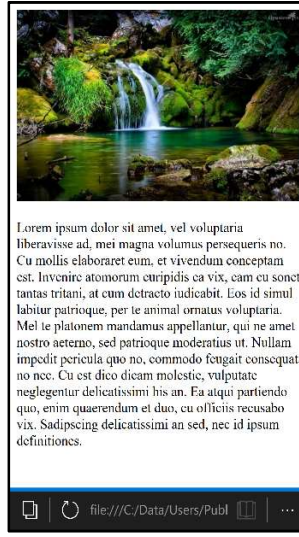 Lorem ipsum dolor sit amet, vel voluptaria
liberavisse ad, mei magna volumus persequeris no.
Cu mollis elaboraret eum, et vivendum conceptam
est. Invenire atomorum euripidis ea vix, eam eu sonet
tantas tritani, at cum detracto iudicabit. Eos id simul
labitur patrioque, per te animal ornatus voluptaria.
Mel te platonem mandamus appellantur, qui ne amet
nostro aeterno, sed patrioque moderatius ut. Nullam
impedit pericula quo no, commodo feugait consequat
no nec. Cu est dico dicam molestie, vulputate
neglegentur delicatissimi his an. Ea atqui partiendo
quo, enim quaerendum et duo, cu officiis recusabo
vix. Sadipscing delicatissimi an sed, nec id ipsum
definitiones.
file:///C:/Data/Users/Publ